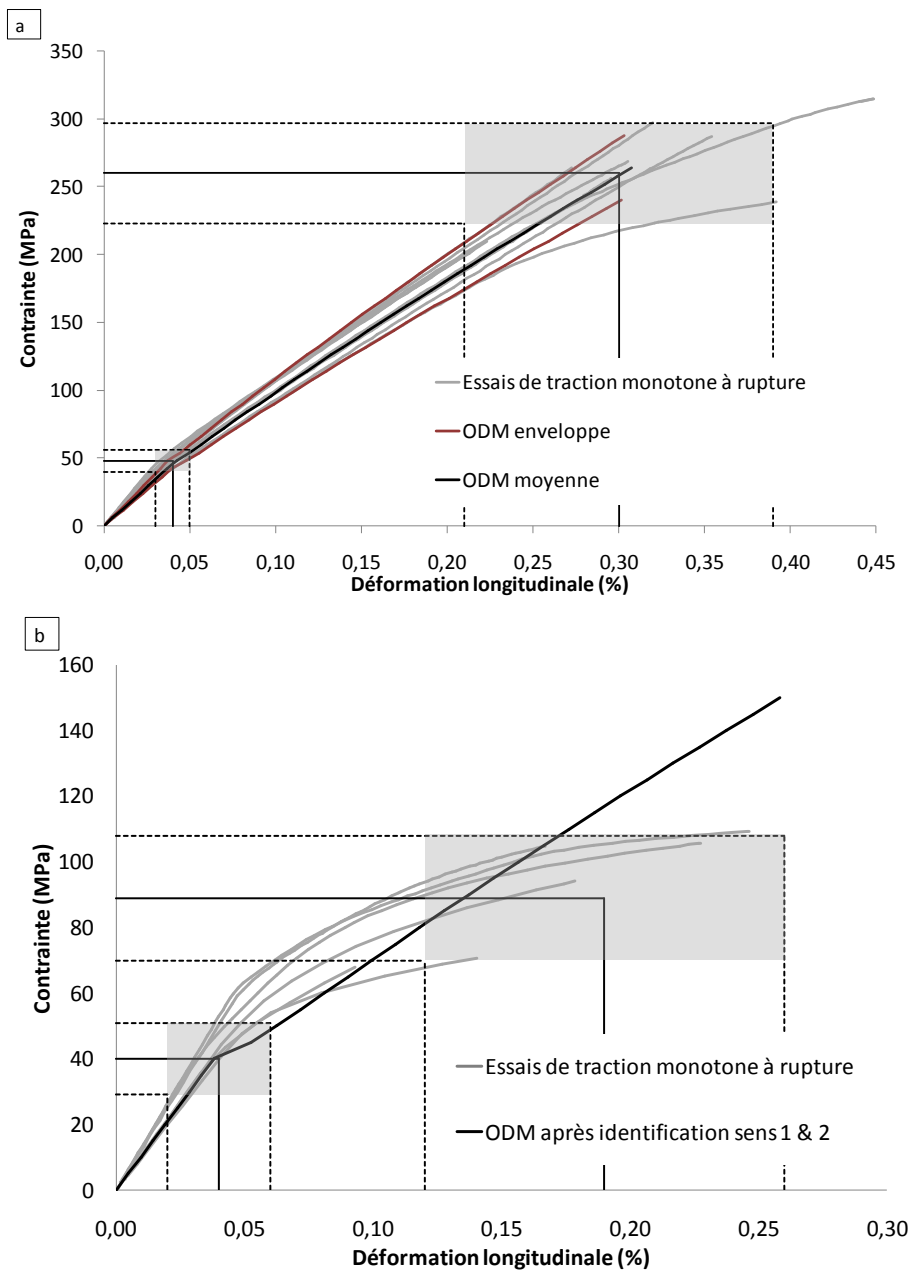 a
350
300
250
200
150
100
50
0
Contrainte (MPa)
Essais de traction monotone à rupture
ODM enveloppe
ODM moyenne
0,00 0,05 0,10 0,15 0,20 0,25 0,30 0,35 0,40 0,45
Déformation longitudinale (%)
b
160
140
120
100
80
60
40
20
0
Contrainte (MPa)
Essais de traction monotone à rupture
ODM après identification sens 1 & 2
0,00 0,05 0,10 0,15 0,20 0,25 0,30
Déformation longitudinale (%)